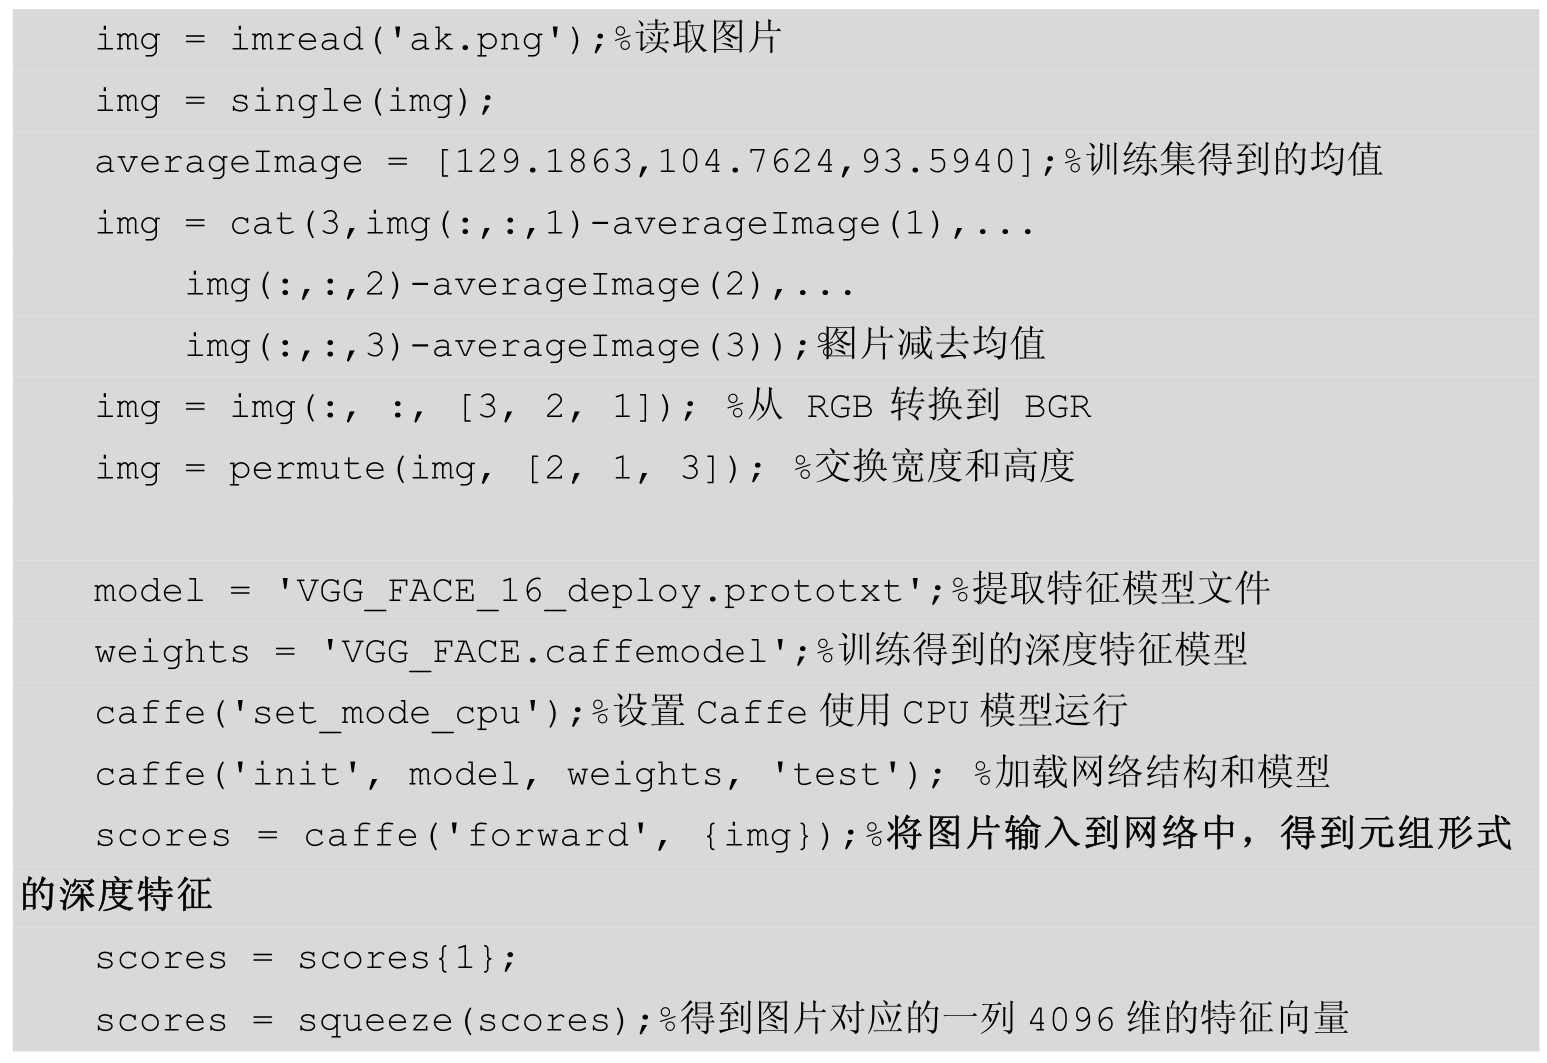 img = imread('ak.png');%读取图片
img = single(img);
averageImage = [129.1863,104.7624,93.5940];%训练集得到的均值
img = cat(3,img(:,:,1)-averageImage(1),...
img(:,:,2)-averageImage(2),...
img(:,:,3)-averageImage(3));%图片减去均值
img = img(:, :, [3, 2, 1]); %从 RGB 转换到 BGR
img = permute(img, [2, 1, 3]); %交换宽度和高度
model = 'VGG_FACE_16_deploy.prototxt';%提取特征模型文件
weights = 'VGG_FACE.caffemodel';%训练得到的深度特征模型
caffe('set_mode_cpu');%设置 Caffe 使用 CPU 模型运行
caffe('init', model, weights, 'test'); %加载网络结构和模型
scores = caffe('forward', {img});%将图片输入到网络中，得到元组形式
的深度特征
scores = scores{1};
scores = squeeze(scores);%得到图片对应的一列 4096 维的特征向量